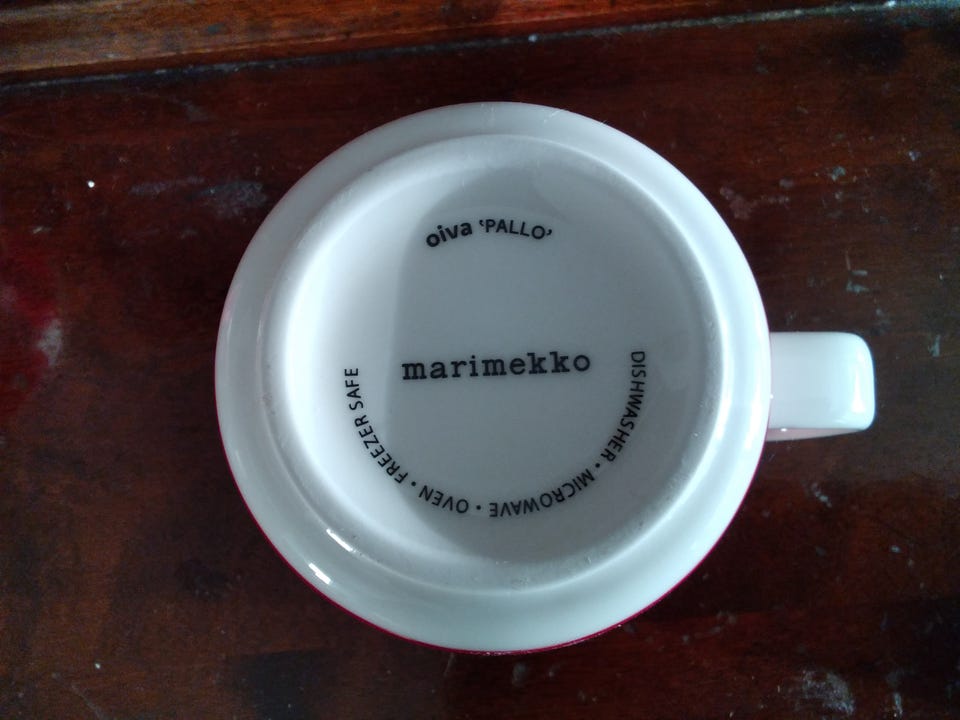 oiva ‘PALLO’
marimekko
DISHWASHER • MICROWAVE • OVEN • FREEZER SAFE